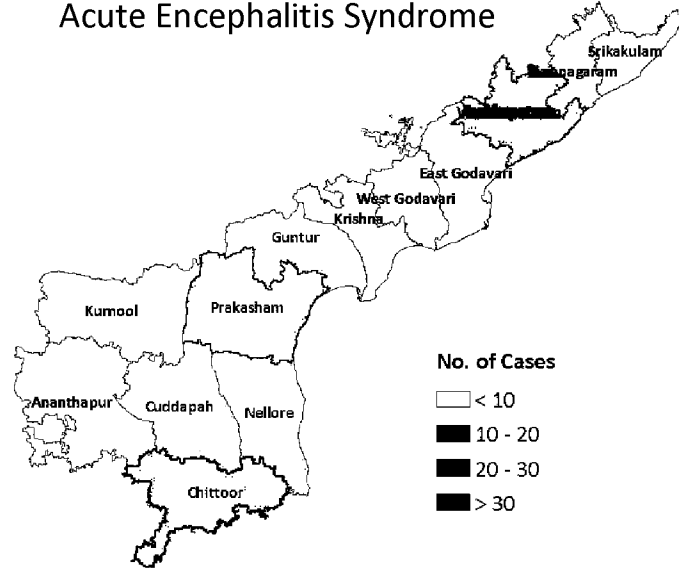 Acute Encephalitis Syndrome
Srikakulam
East Godavari
West Godavari
Krishna
Guntur
Kurnool
Prakasham
Ananthapur
Cuddapah
Nellore
Chittoor
No. of Cases
< 10
10 - 20
20 - 30
> 30